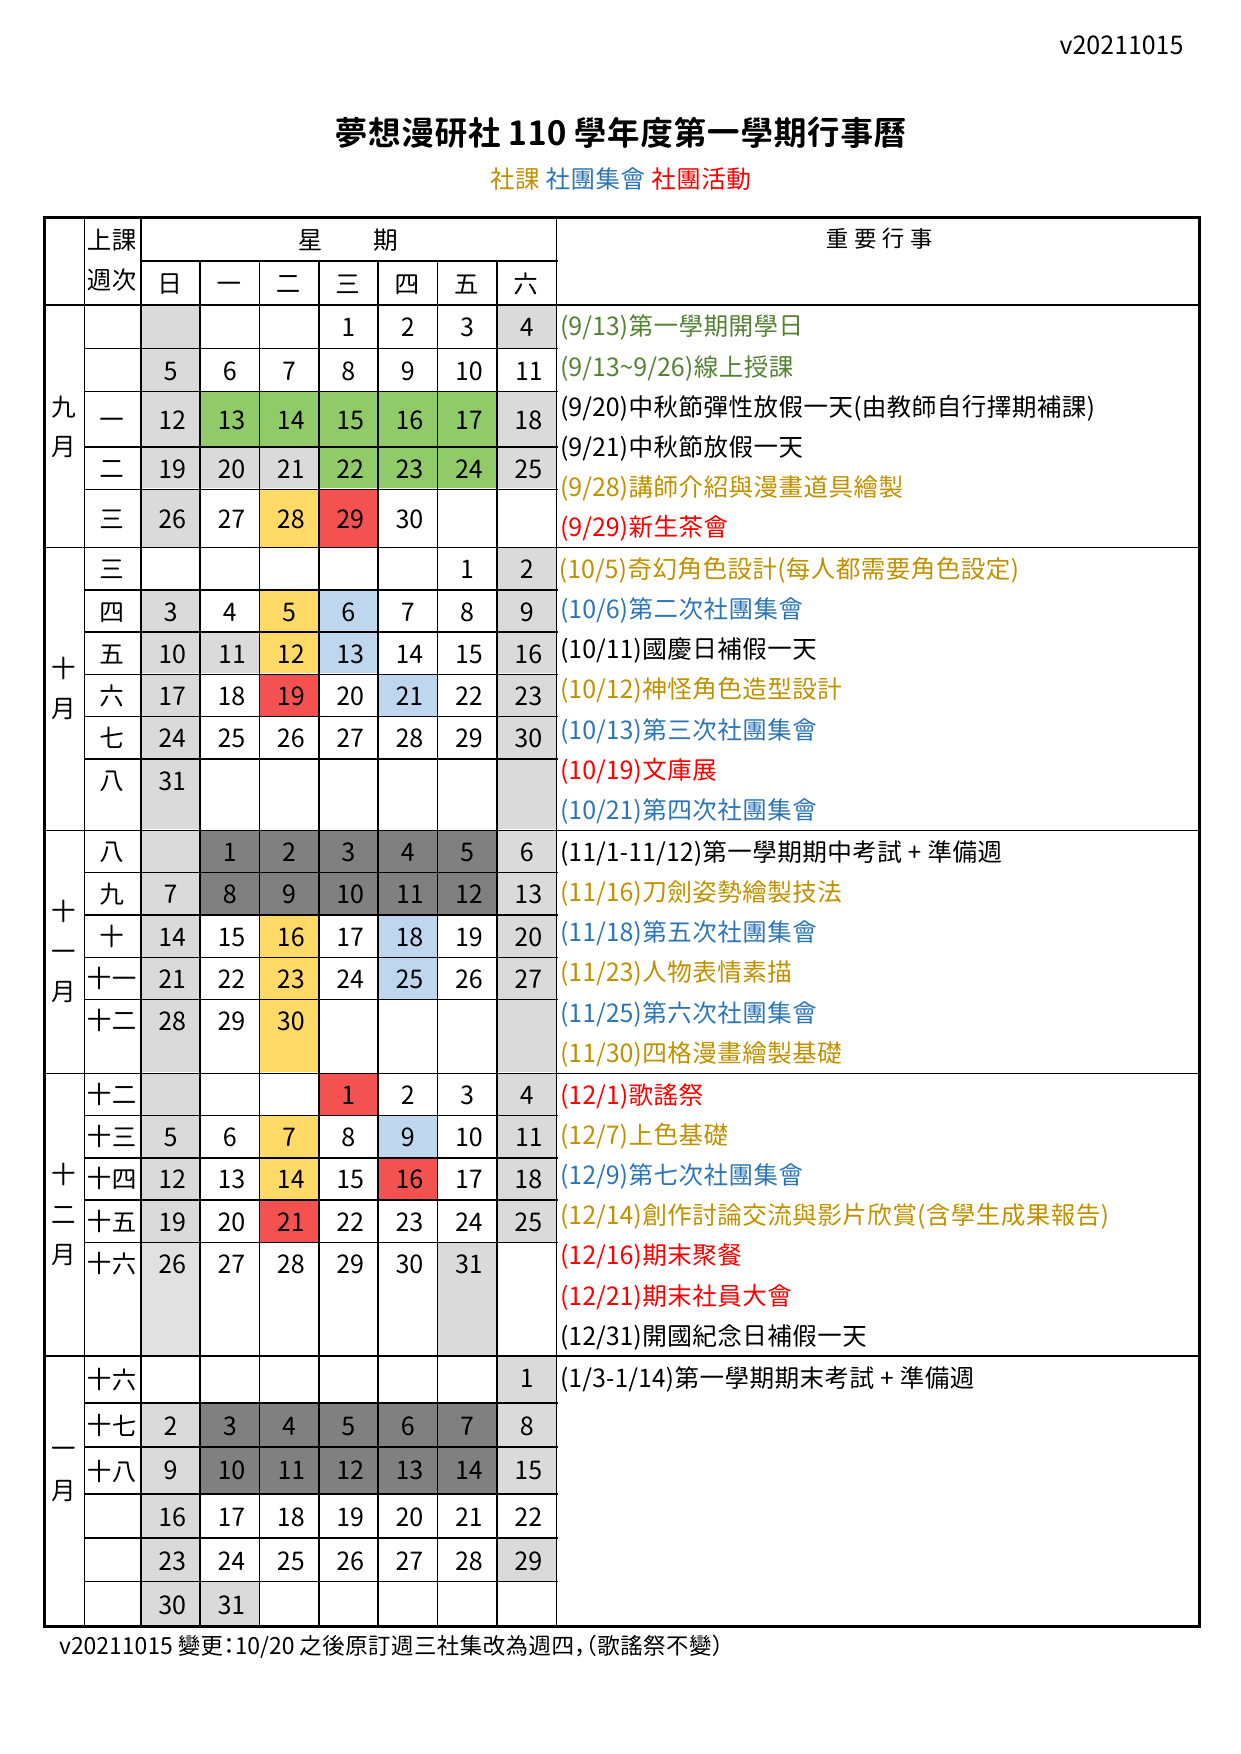 v20211015
夢想漫研社 110 學年度第一學期行事曆
社課 社團集會 社團活動
上課週次 星 期 重要行事
日 一 二 三 四 五 六
九月
1 2 3 4
5 6 7 8 9 10 11
一 12 13 14 15 16 17 18
二 19 20 21 22 23 24 25
三 26 27 28 29 30
(9/13)第一學期開學日
(9/13~9/26)線上授課
(9/20)中秋節彈性放假一天(由教師自行擇期補課)
(9/21)中秋節放假一天
(9/28)講師介紹與漫畫道具繪製
(9/29)新生茶會
十月
三 1 2
四 3 4 5 6 7 8 9
五 10 11 12 13 14 15 16
六 17 18 19 20 21 22 23
七 24 25 26 27 28 29 30
八 31
(10/5)奇幻角色設計(每人都需要角色設定)
(10/6)第二次社團集會
(10/11)國慶日補假一天
(10/12)神怪角色造型設計
(10/13)第三次社團集會
(10/19)文庫展
(10/21)第四次社團集會
十一月
八 1 2 3 4 5 6
九 7 8 9 10 11 12 13
十 14 15 16 17 18 19 20
十一 21 22 23 24 25 26 27
十二 28 29 30
(11/1-11/12)第一學期期中考試 + 準備週
(11/16)刀劍姿勢繪製技法
(11/18)第五次社團集會
(11/23)人物表情素描
(11/25)第六次社團集會
(11/30)四格漫畫繪製基礎
十二月
十二 1 2 3 4
十三 5 6 7 8 9 10 11
十四 12 13 14 15 16 17 18
十五 19 20 21 22 23 24 25
十六 26 27 28 29 30 31
(12/1)歌謠祭
(12/7)上色基礎
(12/9)第七次社團集會
(12/14)創作討論交流與影片欣賞(含學生成果報告)
(12/16)期末聚餐
(12/21)期末社員大會
(12/31)開國紀念日補假一天
一月
十六 1
十七 2 3 4 5 6 7 8
十八 9 10 11 12 13 14 15
16 17 18 19 20 21 22
23 24 25 26 27 28 29
30 31
(1/3-1/14)第一學期期末考試 + 準備週
v20211015 變更：10/20 之後原訂週三社集改為週四，（歌謠祭不變）